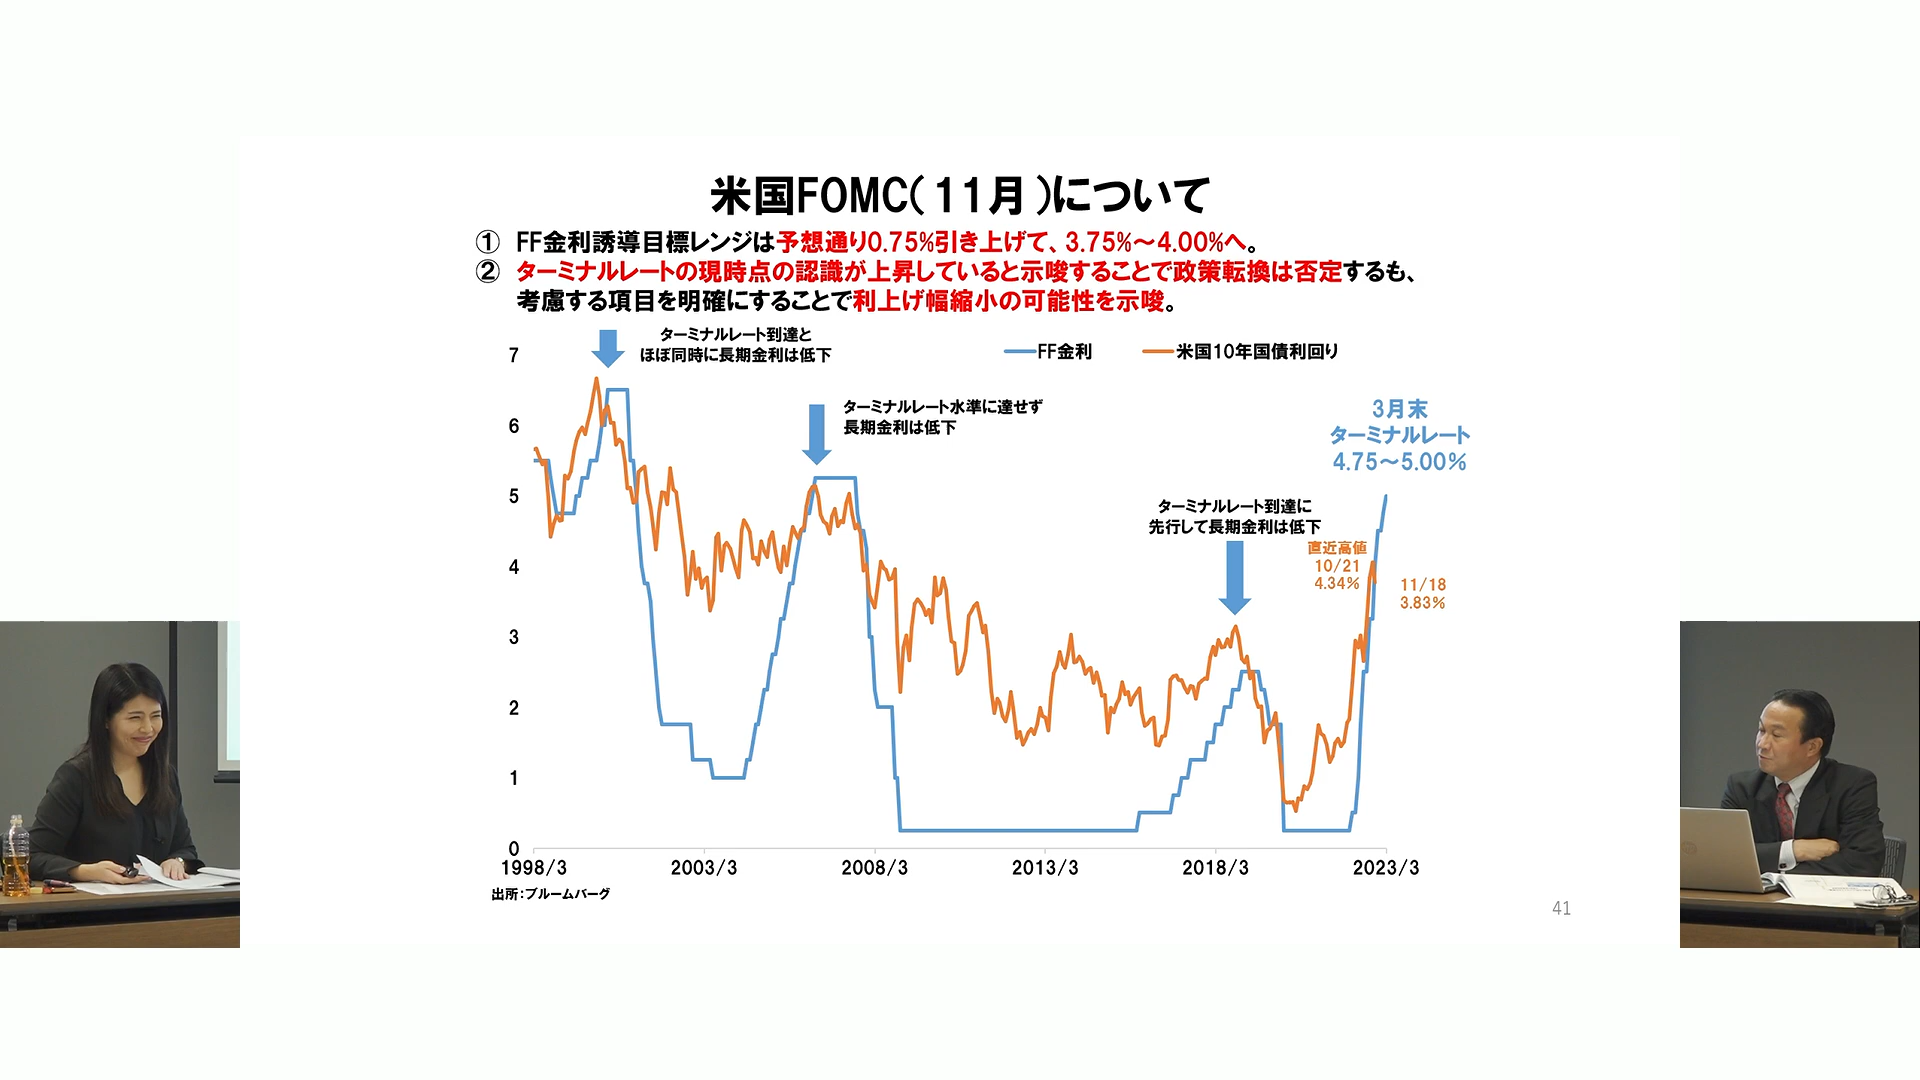 米国FOMC(11月)について
① FF金利誘導目標レンジは予想通り0.75%引き上げて、3.75%～4.00%へ。
② ターミナルレートの現時点の認識が上昇していると示唆することで政策転換は否定するも、
考慮する項目を明確にすることで利上げ幅縮小の可能性を示唆。
ターミナルレート到達と
ほぼ同時に長期金利は低下
FF金利
米国10年国債利回り
ターミナルレート水準に達せず
長期金利は低下
3月末
ターミナルレート
4.75～5.00%
ターミナルレート到達に
先行して長期金利は低下
直近高値
10/21
4.34%
11/18
3.83%
7
6
5
4
3
2
1
0
1998/3
2003/3
2008/3
2013/3
2018/3
2023/3
出所：ブルームバーグ
41